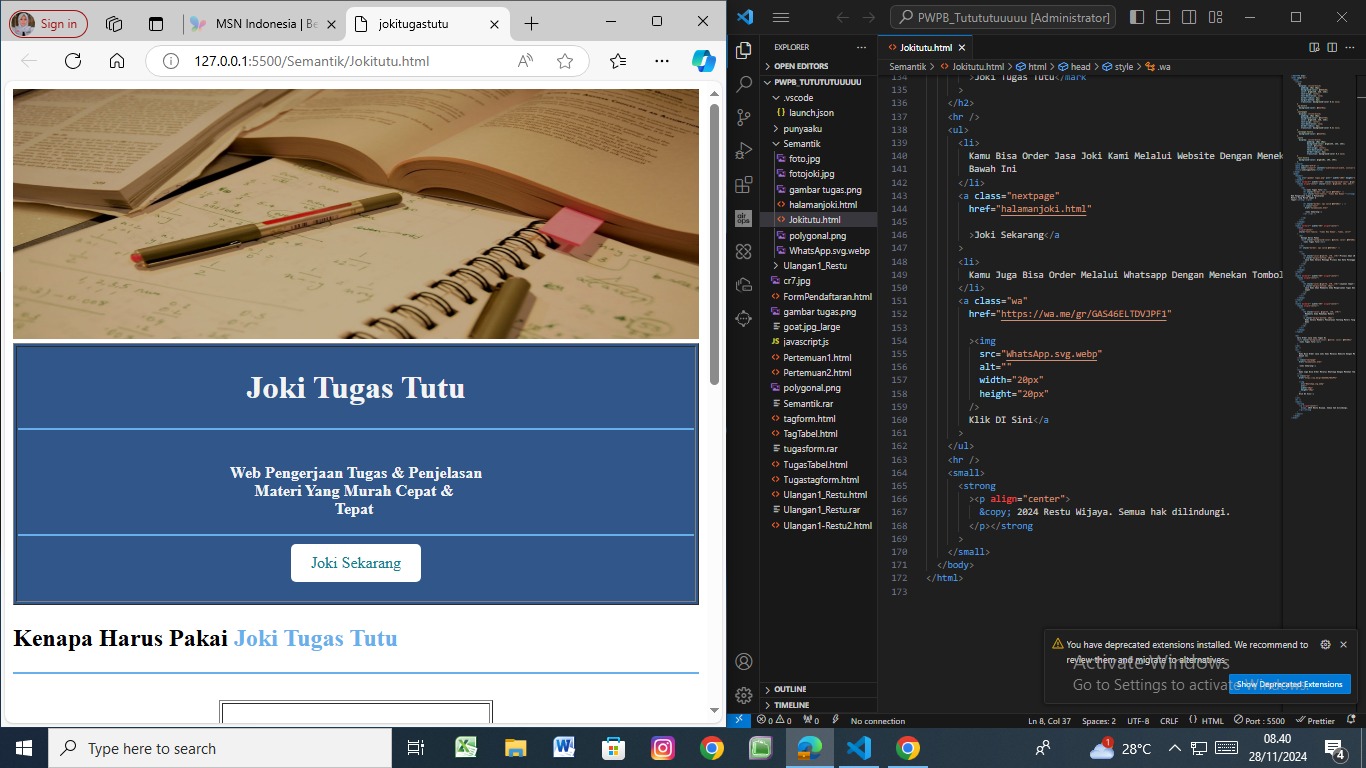 Sign in
MSN Indonesia | Be
jokitugastutu
127.0.0.1:5500/Semantik/Jokitutu.html
Joki Tugas Tutu
Web Pengerjaan Tugas & Penjelasan
Materi Yang Murah Cepat &
Tepat
Joki Sekarang
Kenapa Harus Pakai Joki Tugas Tutu
PWPB_Tutututuuuuu [Administrator]
EXPLORER
OPEN EDITORS
PWPB_TUTUTUTUUUUU
.vscode
launch.json
punyaaku
Semantik
foto.jpg
fotojoki.jpg
gambar tugas.png
halamanjoki.html
Jokitutu.html
polygonal.png
WhatsApp.svg.webp
Ulangan1_Restu
cr7.jpg
FormPendaftaran.html
gambar tugas.png
goat.jpg_large
javascript.js
Pertemuan1.html
Pertemuan2.html
polygonal.png
Semantik.rar
tagform.html
TagTabel.html
tugasform.rar
TugasTabel.html
Tugastagform.html
Ulangan1_Restu.html
Ulangan1_Restu.rar
Ulangan1-Restu2.html
OUTLINE
TIMELINE
Jokitutu.html
Semantik > Jokitutu.html > html > head > style > .wa
134 >Joki Tugas Tutu</mark
135 >
136 </h2>
137 <hr />
138 <ul>
139 <li>
140 Kamu Bisa Order Jasa Joki Kami Melalui Website Dengan Menek
141 Bawah Ini
142 </li>
143 <a class="nextpage"
144 href="halamanjoki.html"
145
146 >Joki Sekarang</a
147 >
148 <li>
149 Kamu Juga Bisa Order Melalui Whatsapp Dengan Menekan Tombol
150 </li>
151 <a class="wa"
152 href="https://wa.me/gr/GAS46ELTDVJPF1"
153
154 ><img
155 src="WhatsApp.svg.webp"
156 alt=""
157 width="20px"
158 height="20px"
159 />
160 Klik DI Sini</a
161 >
162 </ul>
163 <hr />
164 <small>
165 <strong
166 ><p align="center">
167 &copy; 2024 Restu Wijaya. Semua hak dilindungi.
168 </p></strong
169 >
170 </small>
171 </body>
172 </html>
173
You have deprecated extensions installed. We recommend to
review them and migrate to alternatives.
Show Deprecated Extensions
Activate Windows
Go to Settings to activate Windows.
0 0 0 No connection
Ln 8, Col 37 Spaces: 2 UTF-8 CRLF {} HTML Port : 5500 Prettier
Type here to search
1
28°C
08.40
28/11/2024
4